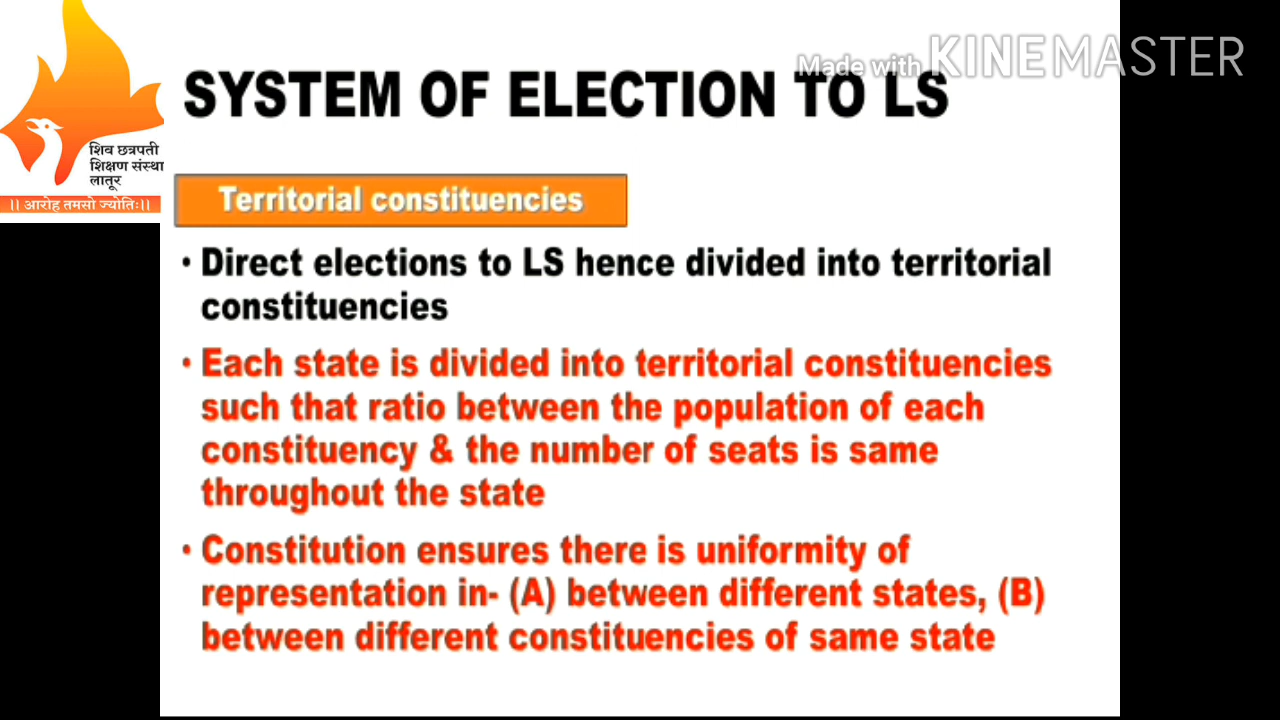 Made with KINEMASTER
SYSTEM OF ELECTION TO LS
शिव छत्रपती
शिक्षण संस्था
लातूर
।। आरोह तमसो ज्योतिः।।
Territorial constituencies
• Direct elections to LS hence divided into territorial
constituencies
• Each state is divided into territorial constituencies
such that ratio between the population of each
constituency & the number of seats is same
throughout the state
• Constitution ensures there is uniformity of
representation in- (A) between different states, (B)
between different constituencies of same state